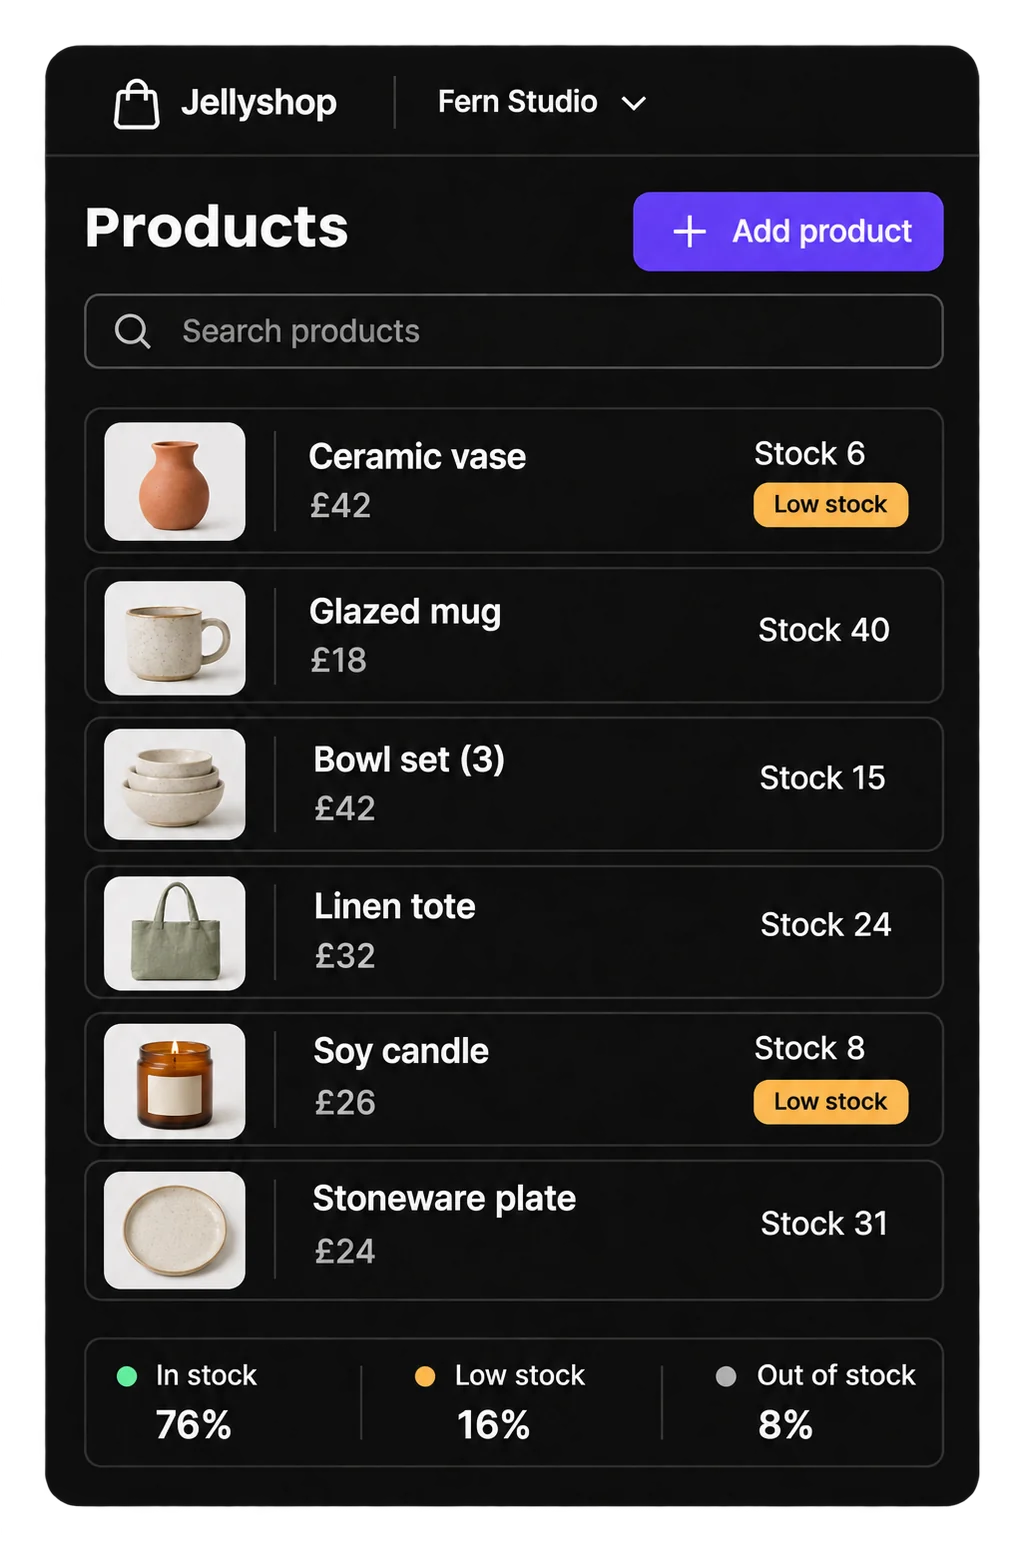 Jellyshop
Fern Studio
Products
Add product
Search products
Ceramic vase
£42
Stock 6
Low stock
Glazed mug
£18
Stock 40
Bowl set (3)
£42
Stock 15
Linen tote
£32
Stock 24
Soy candle
£26
Stock 8
Low stock
Stoneware plate
£24
Stock 31
In stock
76%
Low stock
16%
Out of stock
8%